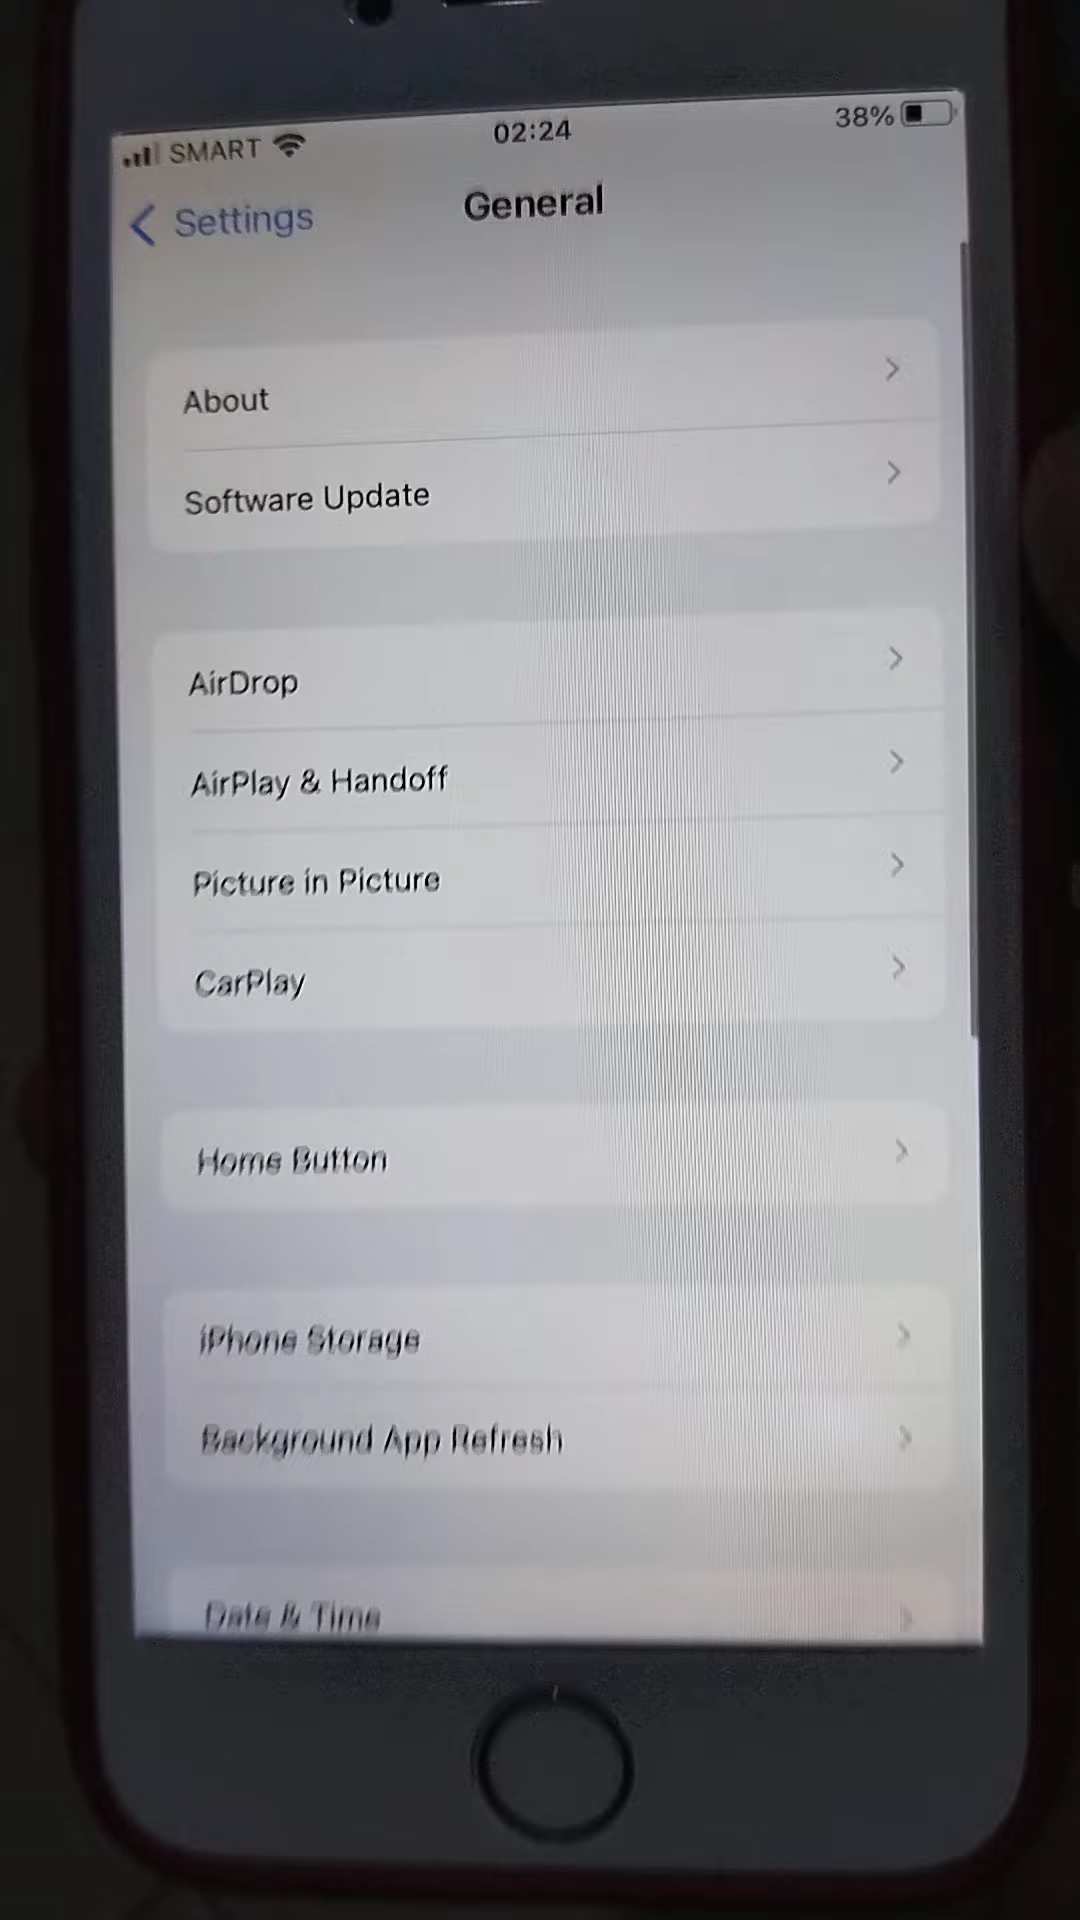 SMART 02:24 38%
Settings General
About
Software Update
AirDrop
AirPlay & Handoff
Picture in Picture
CarPlay
Home Button
iPhone Storage
Background App Refresh
Date & Time